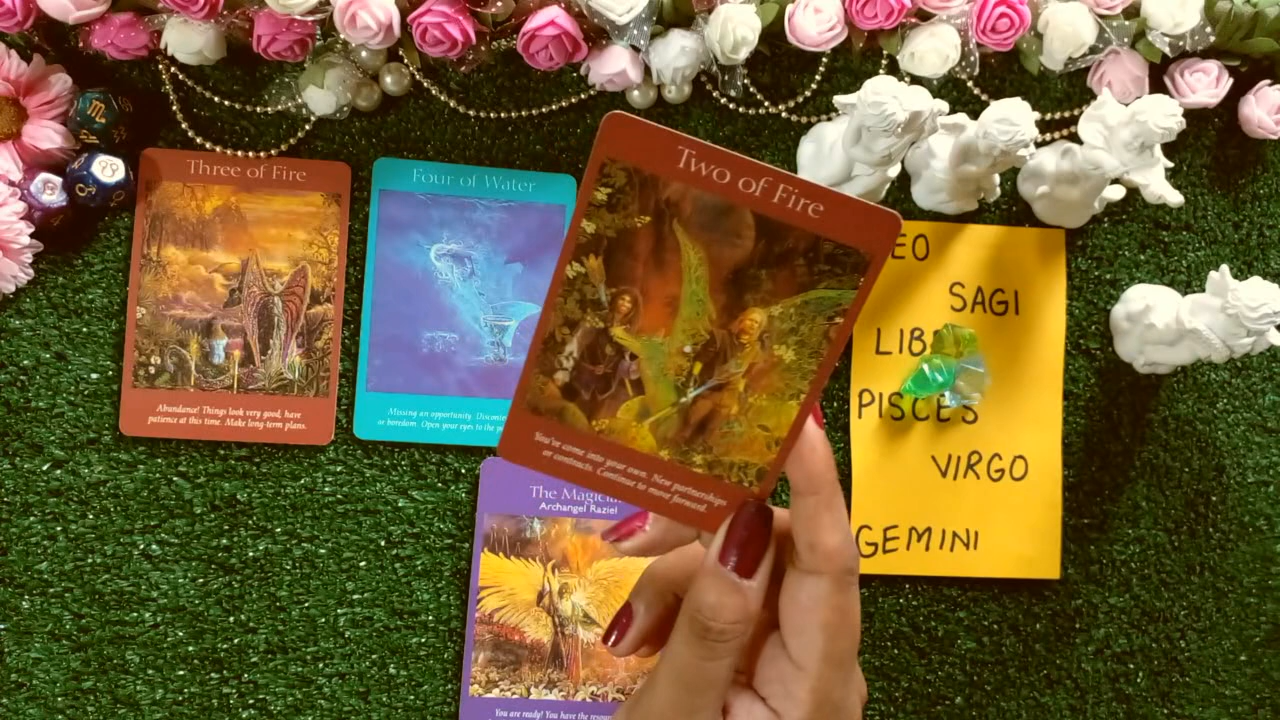 Three of Fire
Abundance! Things look very good, have
patience at this time. Make long-term plans.
Four of Water
Missing an opportunity.
or boredom. Open your eyes to the
Two of Fire
You've come into your own. New partnerships
or contracts. Continue to move forward.
The
Archangel Raziel
You are ready! You have the
EO
SAGI
LIB
PISCES
VIRGO
GEMINI